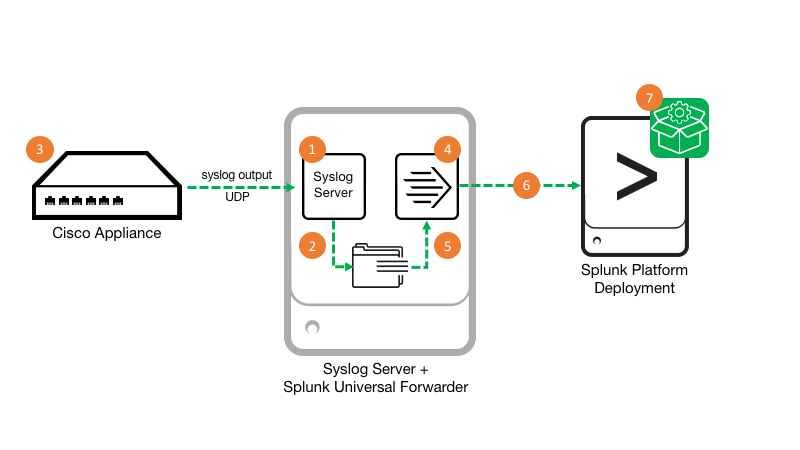 3
Cisco Appliance
syslog output
UDP
1
Syslog
Server
2
4
5
Syslog Server +
Splunk Universal Forwarder
6
7
Splunk Platform
Deployment